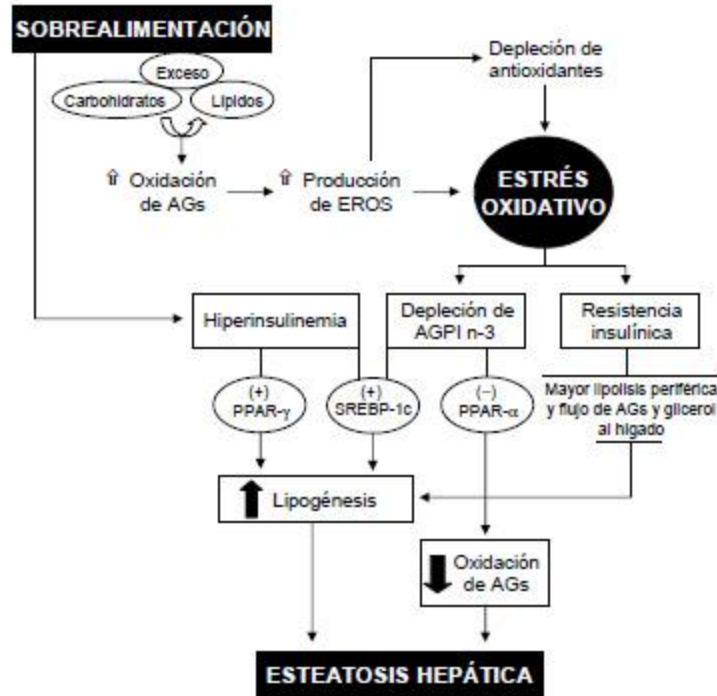 SOBREALIMENTACIÓN
Exceso
Carbohidratos
Lípidos
Depleción de
antioxidantes
⇧ Oxidación
de AGs
⇧ Producción
de EROS
ESTRÉS
OXIDATIVO
Hiperinsulinemia
Depleción de
AGPI n-3
Resistencia
insulínica
(+)
PPAR-γ
(+)
SREBP-1c
(−)
PPAR-α
Mayor lipolisis periférica
y flujo de AGs y glicerol
al hígado
Lipogénesis
Oxidación
de AGs
ESTEATOSIS HEPÁTICA